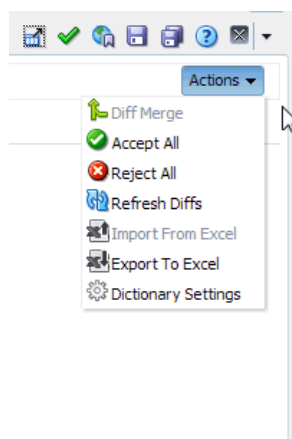 Actions
Diff Merge
Accept All
Reject All
Refresh Diffs
Import From Excel
Export To Excel
Dictionary Settings